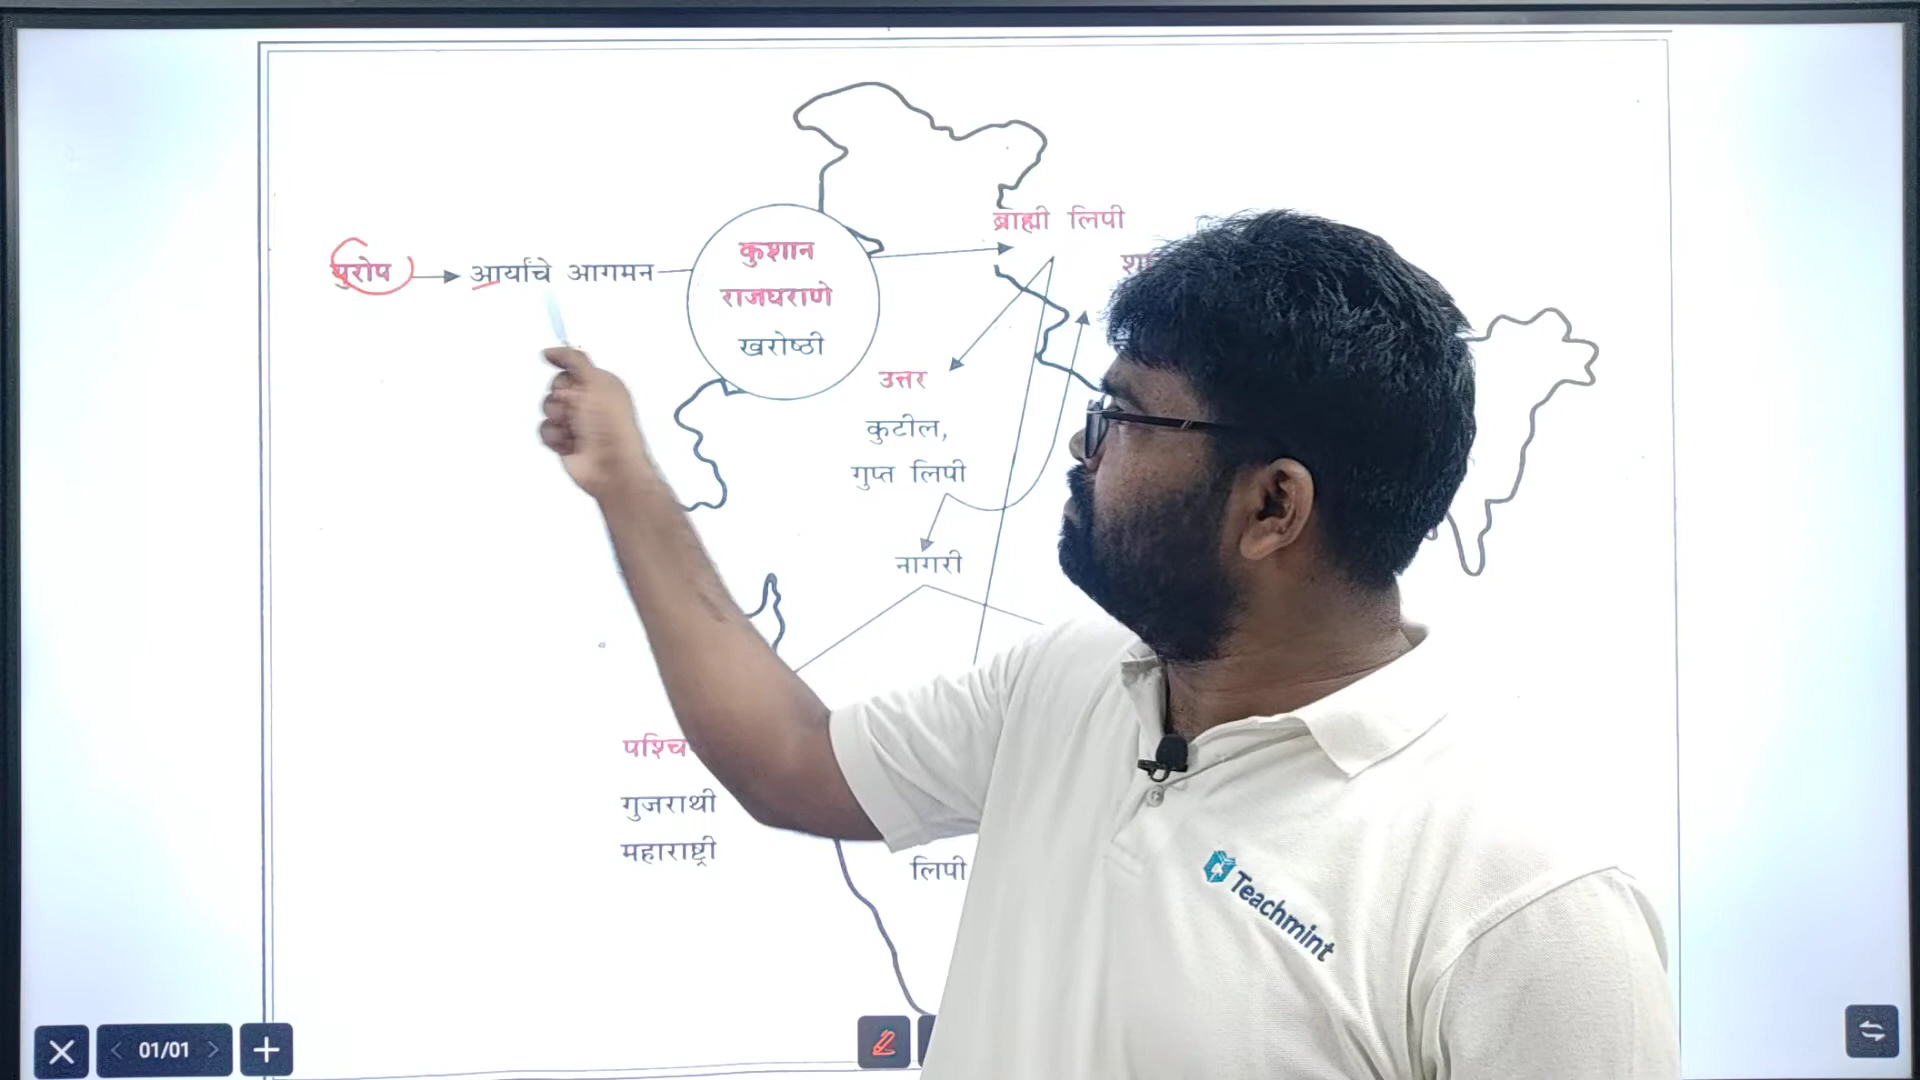 ब्राह्मी लिपी
युरोप
आर्यांचे आगमन
कुशान
राजघराणे
खरोष्ठी
उत्तर
कुटील,
गुप्त लिपी
नागरी
गुजराथी
महाराष्ट्री
लिपी
Teachmint
01/01